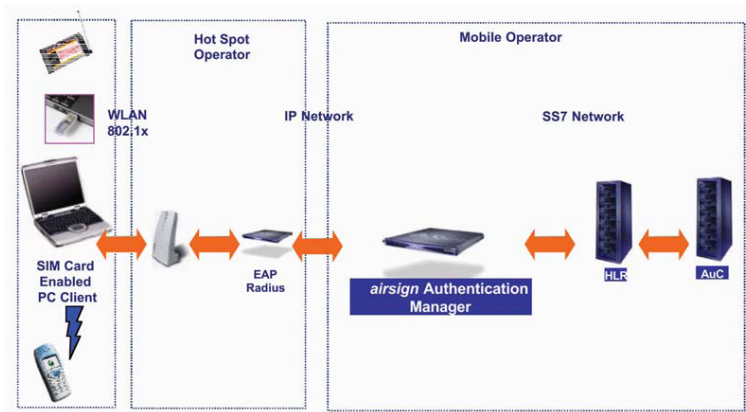 Hot Spot
Operator
Mobile Operator
WLAN
802.1x
IP Network
SS7 Network
SIM Card
Enabled
PC Client
EAP
Radius
airsign Authentication
Manager
HLR
AuC